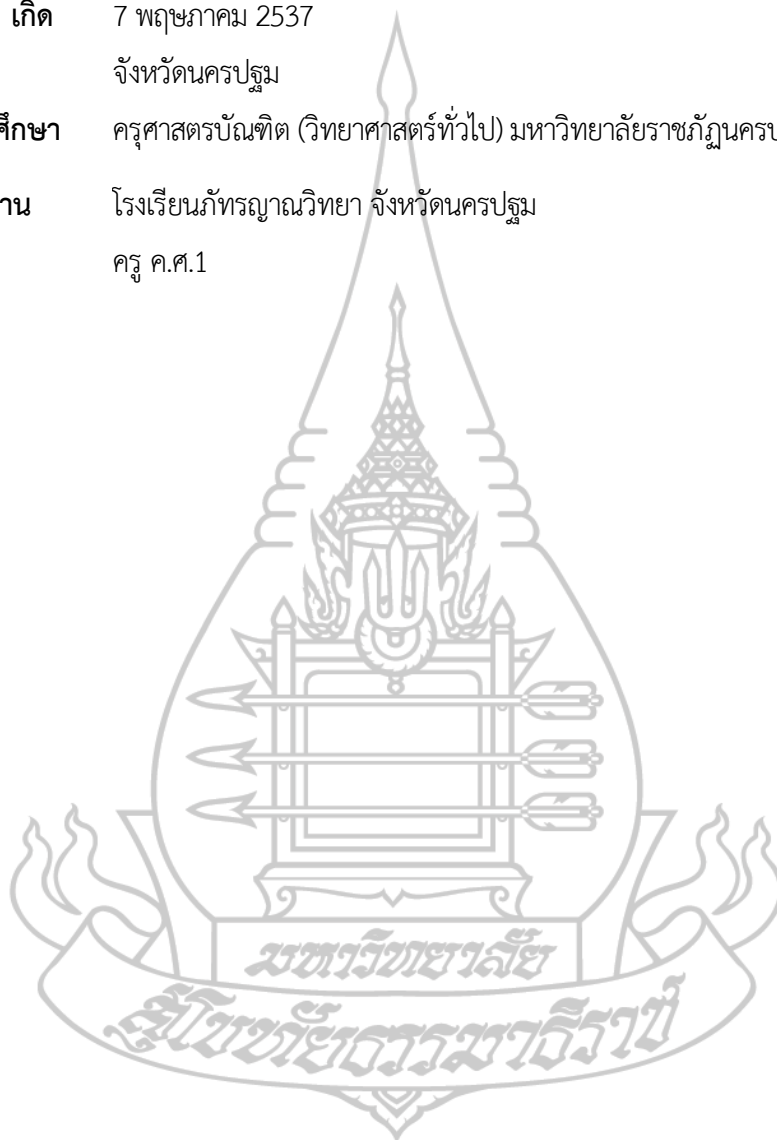 เกิด 7 พฤษภาคม 2537
จังหวัดนครปฐม
ศึกษา ครุศาสตรบัณฑิต (วิทยาศาสตร์ทั่วไป) มหาวิทยาลัยราชภัฏนครป
าน โรงเรียนภัทรญาณวิทยา จังหวัดนครปฐม
ครู ค.ศ.1
มหาวิทยาลัย
สุโขทัยธรรมาธิราช